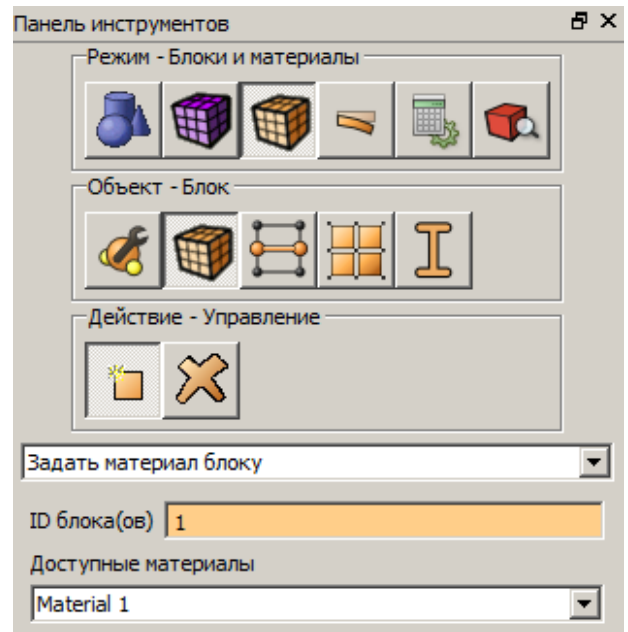 Панель инструментов
Режим - Блоки и материалы
Объект - Блок
Действие - Управление
Задать материал блоку
ID блока(ов) 1
Доступные материалы
Material 1